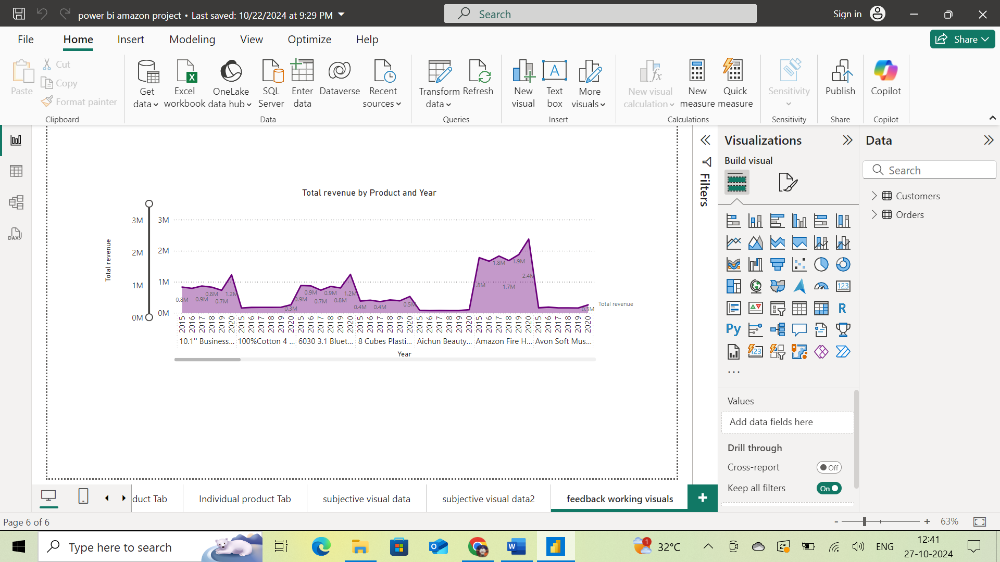 power bi amazon project • Last saved: 10/22/2024 at 9:29 PM
Search
Sign in
File
Home
Insert
Modeling
View
Optimize
Help
Share
Paste
Cut
Copy
Format painter
Clipboard
Get data
Excel workbook
OneLake data hub
SQL Server
Enter data
Dataverse
Recent sources
Data
Transform data
Refresh
Queries
New visual
Text box
More visuals
Insert
New visual calculation
New measure
Quick measure
Calculations
Sensitivity
Sensitivity
Publish
Share
Copilot
Copilot
DAX
Total revenue by Product and Year
Total revenue
3M
2M
1M
0M
3M
2M
1M
0M
0.8M 0.9M 0.8M 0.7M 1.2M 0.3M 0.9M 0.9M 0.7M 0.9M 0.8M 1.2M 0.4M 0.4M 0.5M .8M 1.8M 1.7M 1.9M 2.4M 0.3M
Total revenue
2015 2016 2017 2018 2019 2020 2015 2016 2017 2018 2019 2020 2015 2016 2017 2018 2019 2020 2015 2016 2017 2018 2019 2020 2015 2016 2017 2018 2019 2020 2015 2016 2017 2018 2019 2020 2015 2016 2017 2018 2019 2020
10.1'' Business... 100%Cotton 4 ... 6030 3.1 Bluet... 8 Cubes Plasti... Aichun Beauty... Amazon Fire H... Avon Soft Mus...
Year
Filters
Visualizations
Build visual
123
R
Py
123
...
Values
Add data fields here
Drill through
Cross-report
Off
Keep all filters
On
Data
Search
Customers
Orders
duct Tab
Individual product Tab
subjective visual data
subjective visual data2
feedback working visuals
+
Page 6 of 6
- + 63%
Type here to search
W
1
32°C
ENG
12:41
27-10-2024